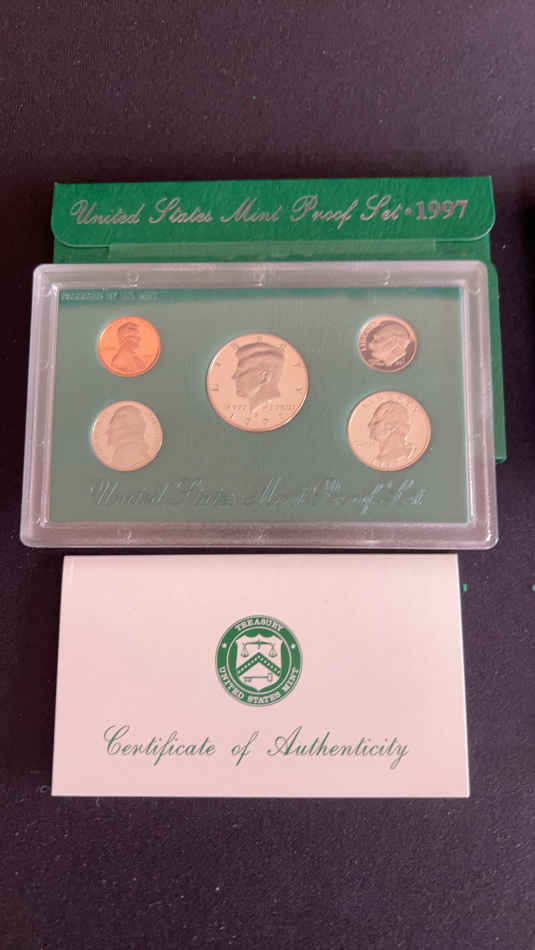 United States Mint Proof Set • 1997
LIBERTY
1997
United States Mint Proof Set
TREASURY
UNITED STATES MINT
Certificate of Authenticity